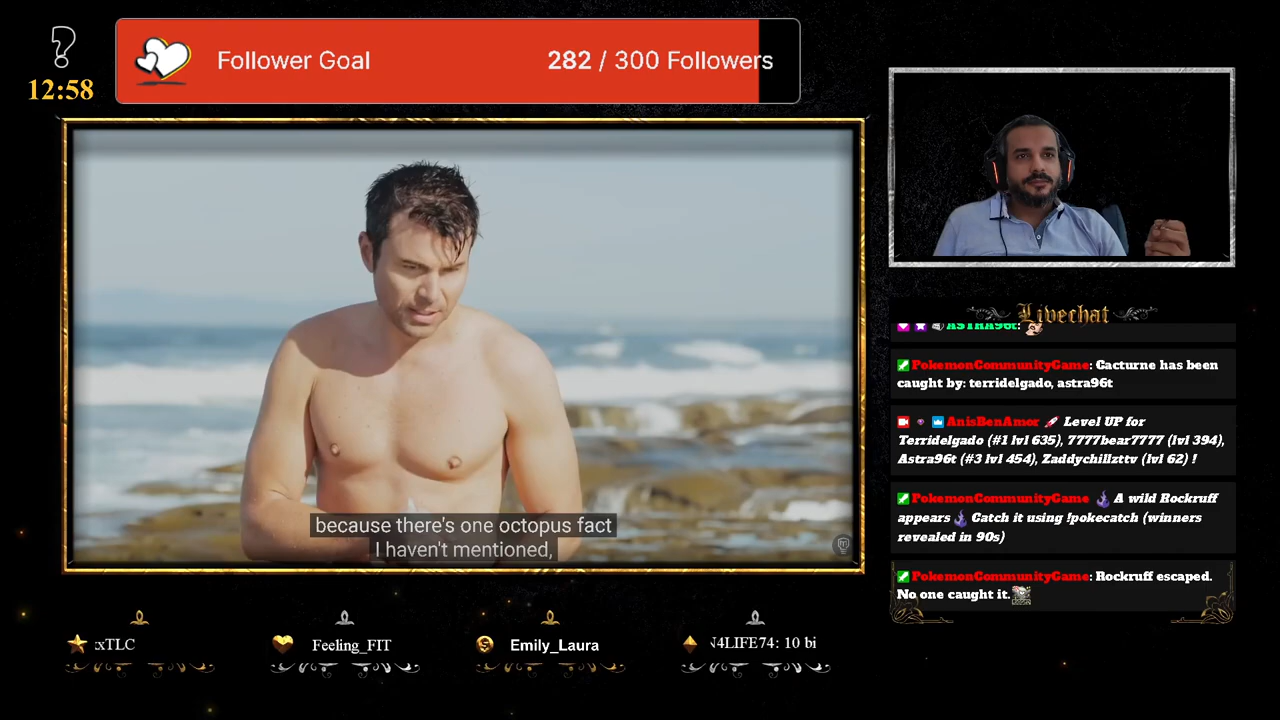 Follower Goal
282 / 300 Followers
12:58
because there's one octopus fact
I haven't mentioned,
Livechat
ASTRA96t:
PokemonCommunityGame: Cacturne has been
caught by: terridelgado, astra96t
AnisBenAmor Level UP for
Terridelgado (#1 lvl 635), 7777bear7777 (lvl 394),
Astra96t (#3 lvl 454), Zaddychillzttv (lvl 62) !
PokemonCommunityGame A wild Rockruff
appears Catch it using !pokecatch (winners
revealed in 90s)
PokemonCommunityGame: Rockruff escaped.
No one caught it.
xTLC
Feeling_FIT
Emily_Laura
N4LIFE74: 10 bi